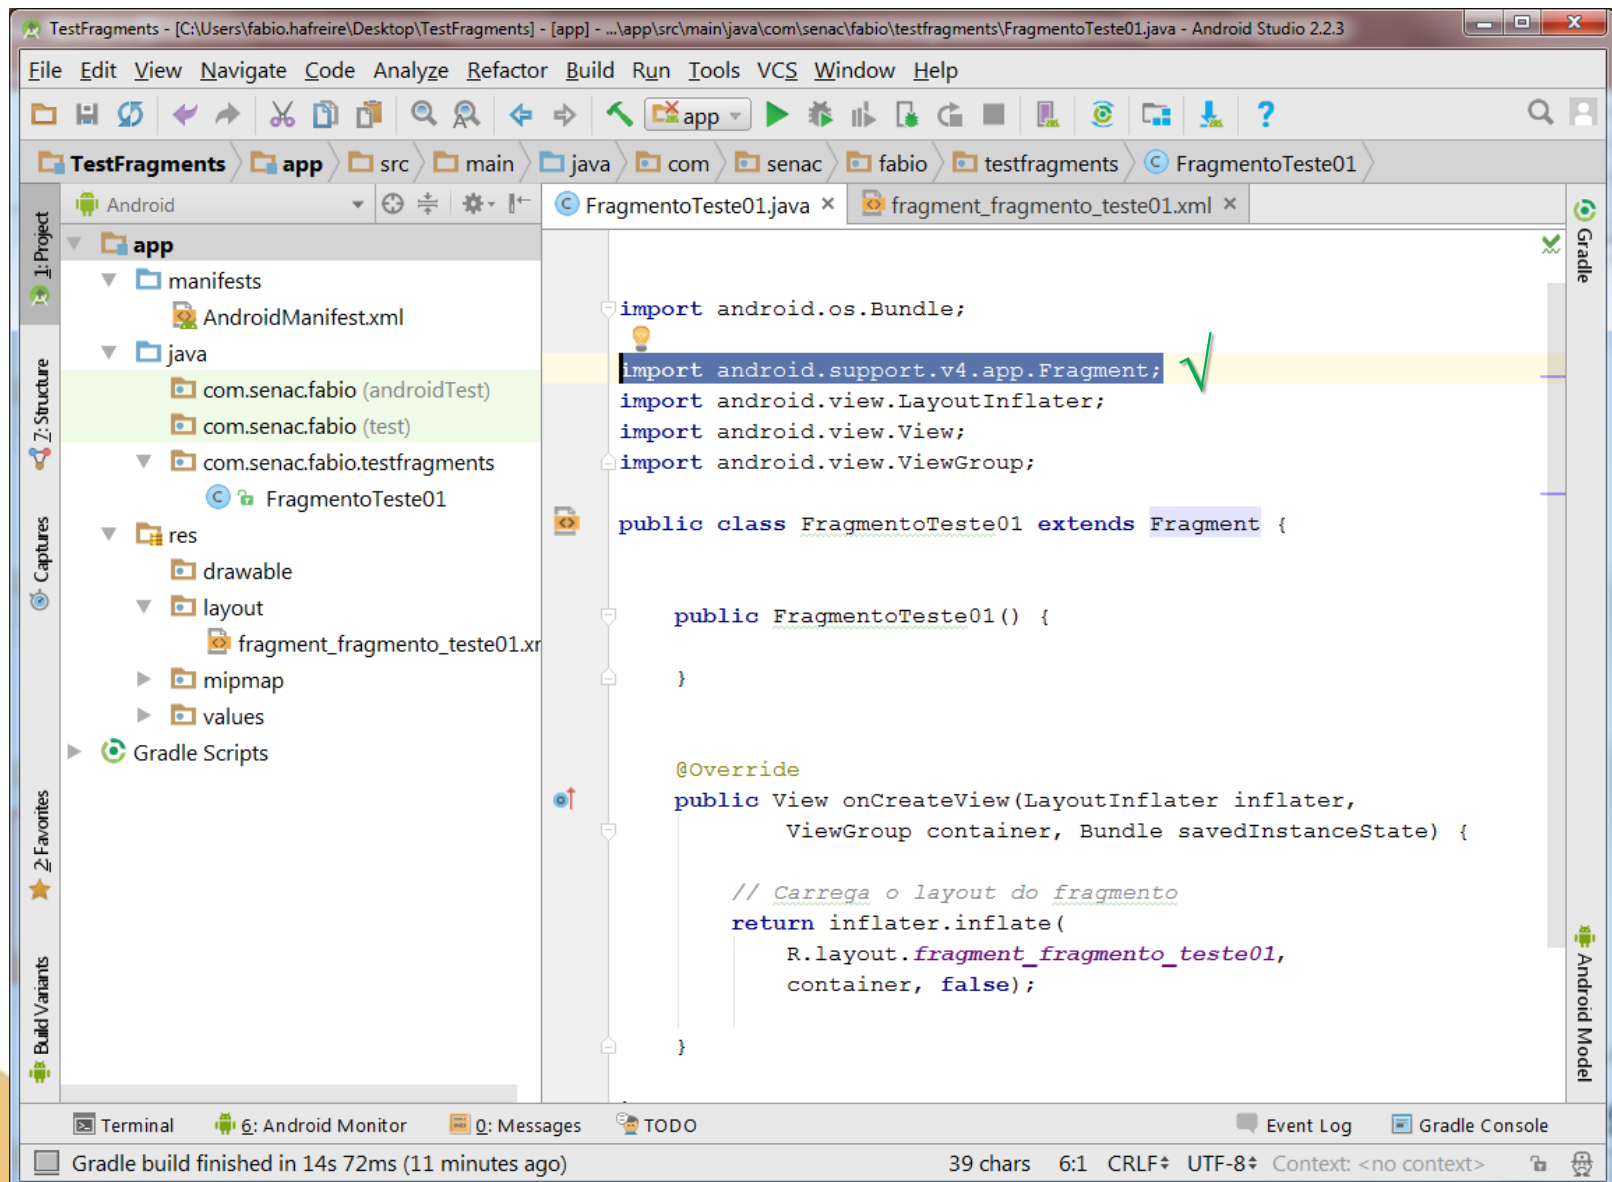 TestFragments - [C:\Users\fabio.hafreire\Desktop\TestFragments] - [app] - ...\app\src\main\java\com\senac\fabio\testfragments\FragmentoTeste01.java - Android Studio 2.2.3
File Edit View Navigate Code Analyze Refactor Build Run Tools VCS Window Help
app
TestFragments app src main java com senac fabio testfragments FragmentoTeste01
Android
FragmentoTeste01.java
fragment_fragmento_teste01.xml
1: Project
7: Structure
Captures
2: Favorites
Build Variants
app
manifests
AndroidManifest.xml
java
com.senac.fabio (androidTest)
com.senac.fabio (test)
com.senac.fabio.testfragments
FragmentoTeste01
res
drawable
layout
fragment_fragmento_teste01.xr
mipmap
values
Gradle Scripts
import android.os.Bundle;
import android.support.v4.app.Fragment; √
import android.view.LayoutInflater;
import android.view.View;
import android.view.ViewGroup;
public class FragmentoTeste01 extends Fragment {
public FragmentoTeste01() {
}
@Override
public View onCreateView(LayoutInflater inflater,
ViewGroup container, Bundle savedInstanceState) {
// Carrega o layout do fragmento
return inflater.inflate(
R.layout.fragment_fragmento_teste01,
container, false);
}
Gradle
Android Model
Terminal 6: Android Monitor 0: Messages TODO Event Log Gradle Console
Gradle build finished in 14s 72ms (11 minutes ago) 39 chars 6:1 CRLF UTF-8 Context: <no context>